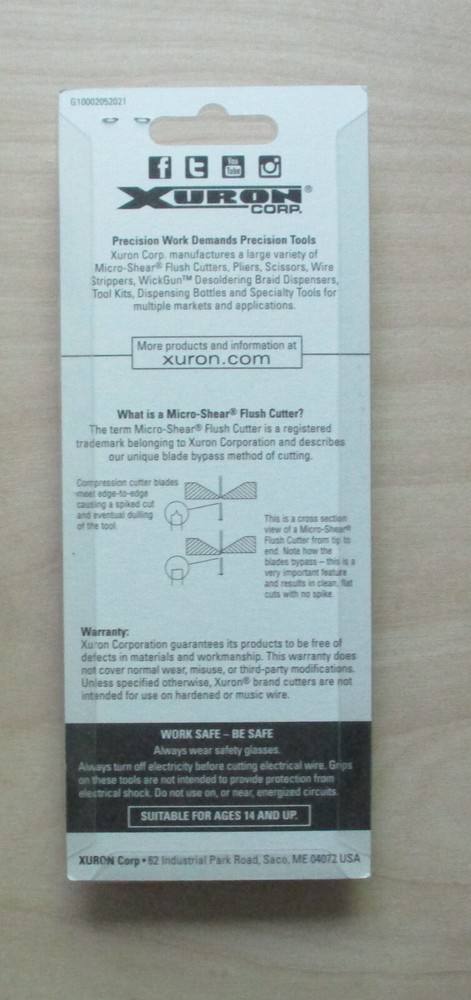 G10002052021
f t You Tube
XURON®
CORP.
Precision Work Demands Precision Tools
Xuron Corp. manufactures a large variety of
Micro-Shear® Flush Cutters, Pliers, Scissors, Wire
Strippers, WickGun™ Desoldering Braid Dispensers,
Tool Kits, Dispensing Bottles and Specialty Tools for
multiple markets and applications.
More products and information at
xuron.com
What is a Micro-Shear® Flush Cutter?
The term Micro-Shear® Flush Cutter is a registered
trademark belonging to Xuron Corporation and describes
our unique blade bypass method of cutting.
Compression cutter blades
meet edge-to-edge
causing a spiked cut
and eventual dulling
of the tool.
This is a cross section
view of a Micro-Shear®
Flush Cutter from tip to
end. Note how the
blades bypass – this is a
very important feature
and results in clean, flat
cuts with no spike.
Warranty:
Xuron Corporation guarantees its products to be free of
defects in materials and workmanship. This warranty does
not cover normal wear, misuse, or third-party modifications.
Unless specified otherwise, Xuron® brand cutters are not
intended for use on hardened or music wire.
WORK SAFE – BE SAFE
Always wear safety glasses.
Always turn off electricity before cutting electrical wire. Grips
on these tools are not intended to provide protection from
electrical shock. Do not use on, or near, energized circuits.
SUITABLE FOR AGES 14 AND UP.
XURON Corp • 62 Industrial Park Road, Saco, ME 04072 USA